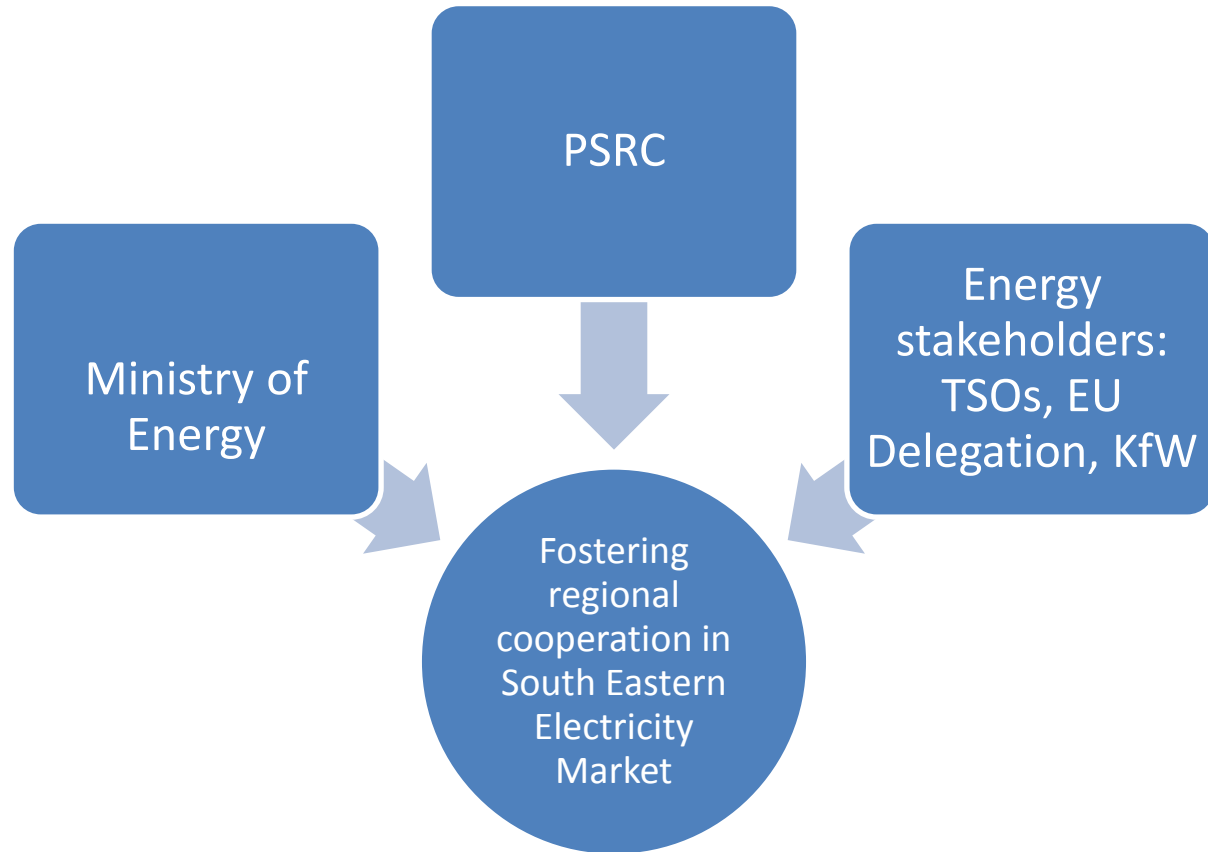 PSRC
Ministry of
Energy
Energy
stakeholders:
TSOs, EU
Delegation, KfW
Fostering
regional
cooperation in
South Eastern
Electricity
Market